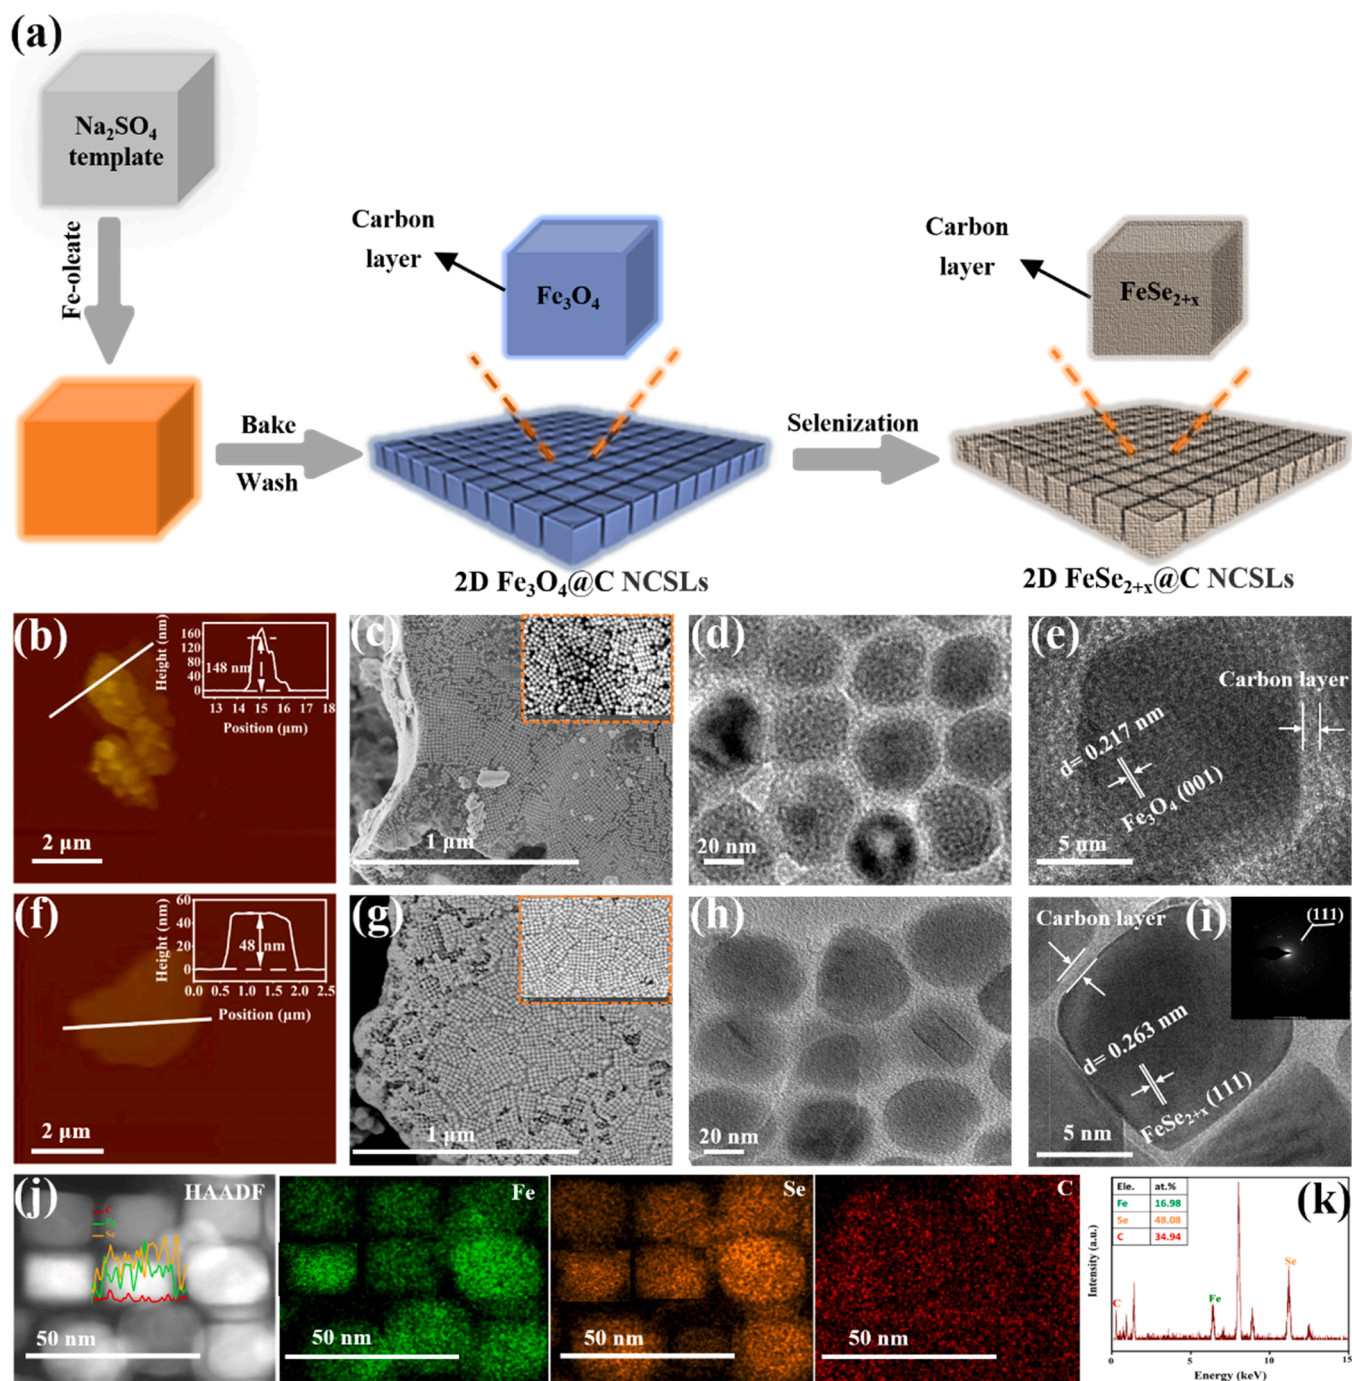 (a)
Na₂SO₄
template
Fe-oleate
Bake
Wash
Carbon
layer
Fe₃O₄
2D Fe₃O₄@C NCSLs
Selenization
Carbon
layer
FeSe₂₊ₓ
2D FeSe₂₊ₓ@C NCSLs
(b)
Height (nm)
160
120
80
40
0
148 nm
13 14 15 16 17 18
Position (μm)
2 μm
(c)
1 μm
(d)
20 nm
(e)
Carbon layer
d= 0.217 nm
Fe₃O₄ (001)
5 nm
(f)
Height (nm)
60
40
20
0
48 nm
0.0 0.5 1.0 1.5 2.0 2.5
Position (μm)
2 μm
(g)
1 μm
(h)
20 nm
(i)
Carbon layer
(111)
d= 0.263 nm
FeSe₂₊ₓ (111)
5 nm
(j)
HAADF
C
Fe
Se
50 nm
Fe
50 nm
Se
50 nm
C
50 nm
(k)
Ele. at.%
Fe 16.98
Se 48.08
C 34.94
Intensity (a.u.)
C
Fe
Se
0 5 10 15
Energy (keV)